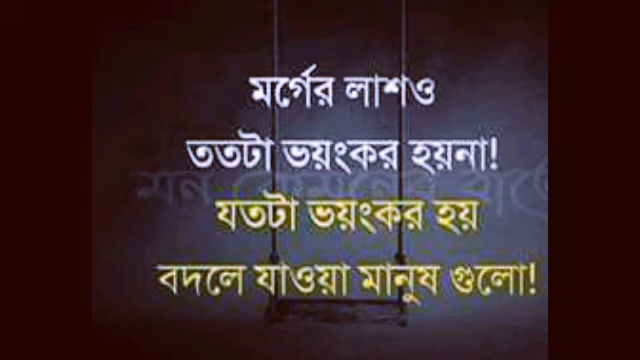 মর্গের লাশও
ততটা ভয়ংকর হয়না!
যতটা ভয়ংকর হয়
বদলে যাওয়া মানুষ গুলো!